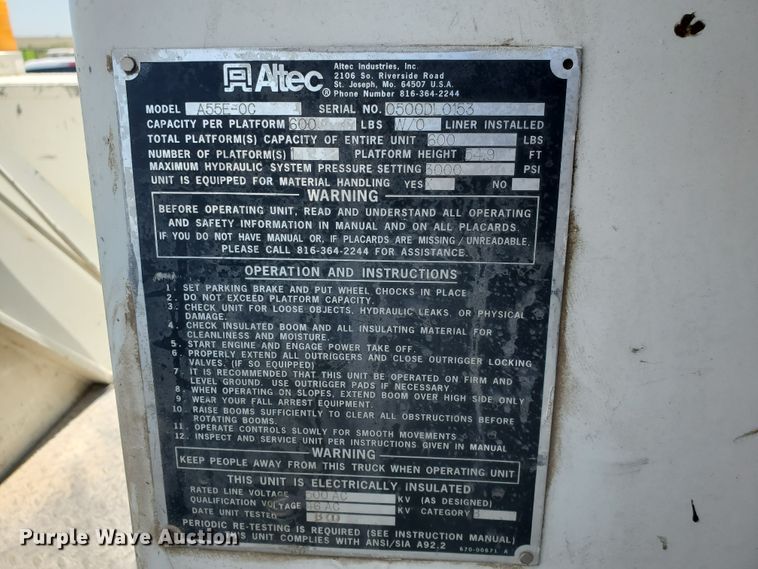 Altec
®
Altec Industries, Inc.
2106 So. Riverside Road
St. Joseph, Mo. 64507 U.S.A.
Phone Number 816-364-2244
MODEL A55E-OC SERIAL NO. 0500DL0153
CAPACITY PER PLATFORM 600 LBS W/O LINER INSTALLED
TOTAL PLATFORM(S) CAPACITY OF ENTIRE UNIT 600 LBS
NUMBER OF PLATFORM(S) PLATFORM HEIGHT 54.9 FT
MAXIMUM HYDRAULIC SYSTEM PRESSURE SETTING 3000 PSI
UNIT IS EQUIPPED FOR MATERIAL HANDLING YES NO
WARNING
BEFORE OPERATING UNIT, READ AND UNDERSTAND ALL OPERATING
AND SAFETY INFORMATION IN MANUAL AND ON ALL PLACARDS.
IF YOU DO NOT HAVE MANUAL OR, IF PLACARDS ARE MISSING/UNREADABLE,
PLEASE CALL 816-364-2244 FOR ASSISTANCE.
OPERATION AND INSTRUCTIONS
1. SET PARKING BRAKE AND PUT WHEEL CHOCKS IN PLACE
2. DO NOT EXCEED PLATFORM CAPACITY.
3. CHECK UNIT FOR LOOSE OBJECTS, HYDRAULIC LEAKS, OR PHYSICAL
DAMAGE.
4. CHECK INSULATED BOOM AND ALL INSULATING MATERIAL FOR
CLEANLINESS AND MOISTURE.
5. START ENGINE AND ENGAGE POWER TAKE OFF.
6. PROPERLY EXTEND ALL OUTRIGGERS AND CLOSE OUTRIGGER LOCKING
VALVES. (IF SO EQUIPPED)
7. IT IS RECOMMENDED THAT THIS UNIT BE OPERATED ON FIRM AND
LEVEL GROUND. USE OUTRIGGER PADS IF NECESSARY.
8. WHEN OPERATING ON SLOPES, EXTEND BOOM OVER HIGH SIDE ONLY
9. WEAR YOUR FALL ARREST EQUIPMENT.
10. RAISE BOOMS SUFFICIENTLY TO CLEAR ALL OBSTRUCTIONS BEFORE
ROTATING BOOMS.
11. OPERATE CONTROLS SLOWLY FOR SMOOTH MOVEMENTS
12. INSPECT AND SERVICE UNIT PER INSTRUCTIONS GIVEN IN MANUAL
WARNING
KEEP PEOPLE AWAY FROM THIS TRUCK WHEN OPERATING UNIT
THIS UNIT IS ELECTRICALLY INSULATED
RATED LINE VOLTAGE 500 AC KV (AS DESIGNED)
QUALIFICATION VOLTAGE AC KV CATEGORY
DATE UNIT TESTED
PERIODIC RE-TESTING IS REQUIRED (SEE INSTRUCTION MANUAL)
UNIT COMPLIES WITH ANSI/SIA A92.2
670-00671 A
Purple Wave Auction